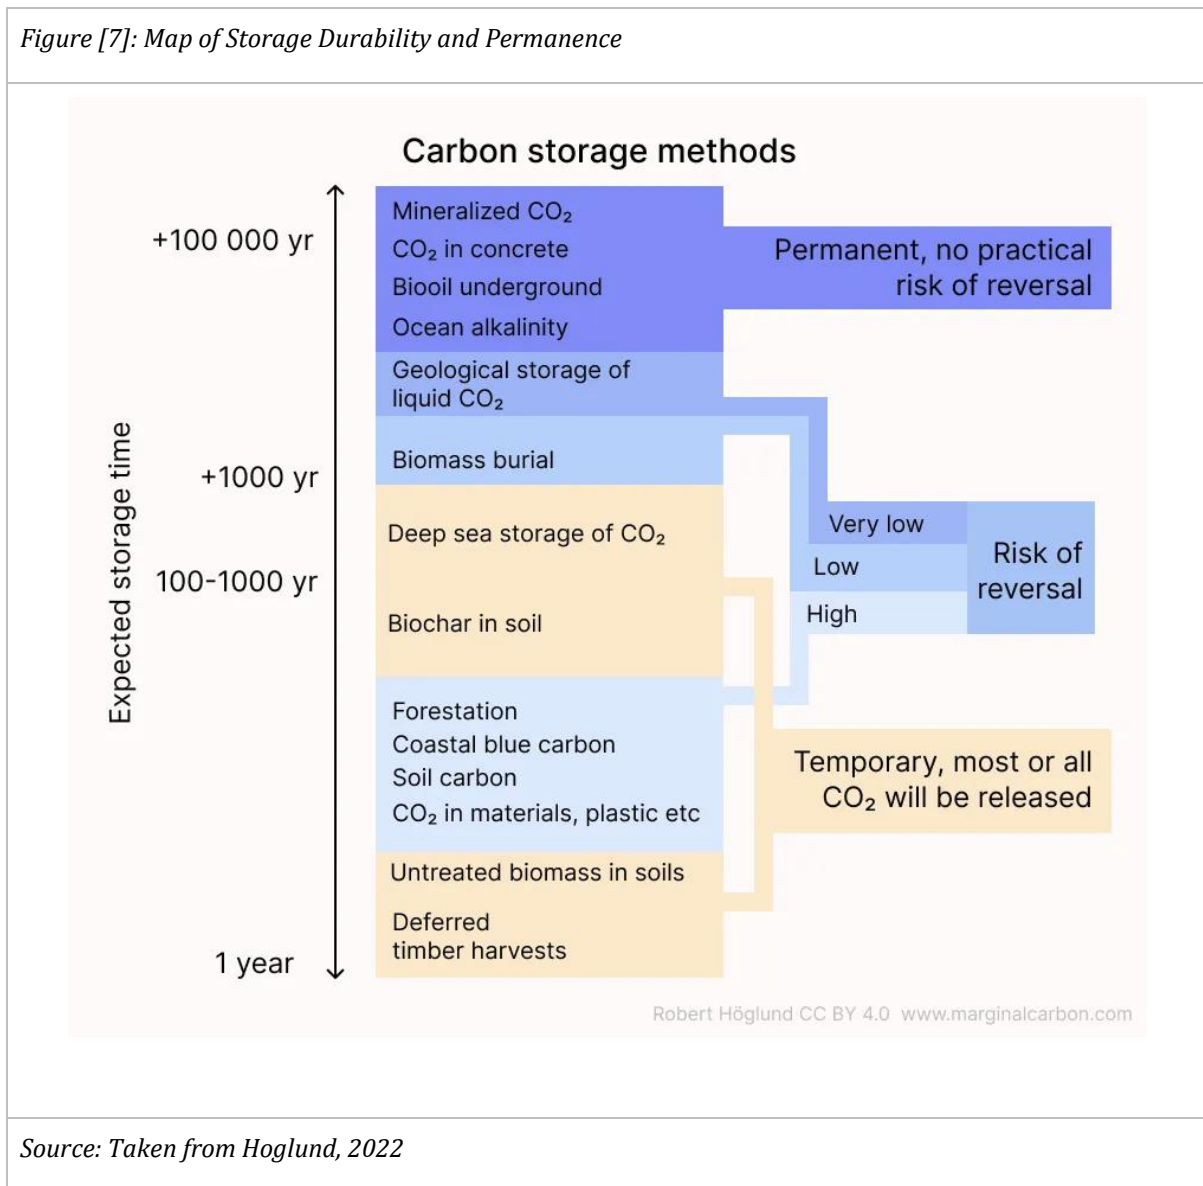 Figure [7]: Map of Storage Durability and Permanence
Carbon storage methods
Expected storage time
+100 000 yr
+1000 yr
100-1000 yr
1 year
Mineralized CO₂
CO₂ in concrete
Biooil underground
Ocean alkalinity
Geological storage of
liquid CO₂
Biomass burial
Deep sea storage of CO₂
Biochar in soil
Forestation
Coastal blue carbon
Soil carbon
CO₂ in materials, plastic etc
Untreated biomass in soils
Deferred
timber harvests
Permanent, no practical
risk of reversal
Very low
Low
High
Risk of
reversal
Temporary, most or all
CO₂ will be released
Robert Höglund CC BY 4.0 www.marginalcarbon.com
Source: Taken from Hoglund, 2022